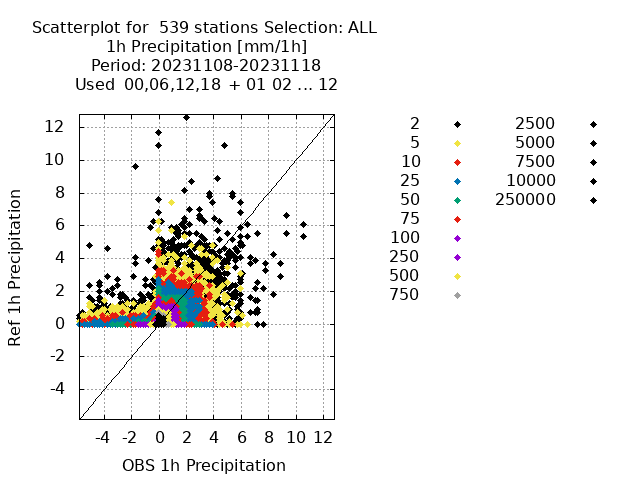 Scatterplot for 539 stations Selection: ALL
1h Precipitation [mm/1h]
Period: 20231108-20231118
Used 00,06,12,18 + 01 02 ... 12
12
10
8
6
4
2
0
-2
-4
Ref 1h Precipitation
-4 -2 0 2 4 6 8 10 12
OBS 1h Precipitation
2 2500
5 5000
10 7500
25 10000
50 250000
75
100
250
500
750